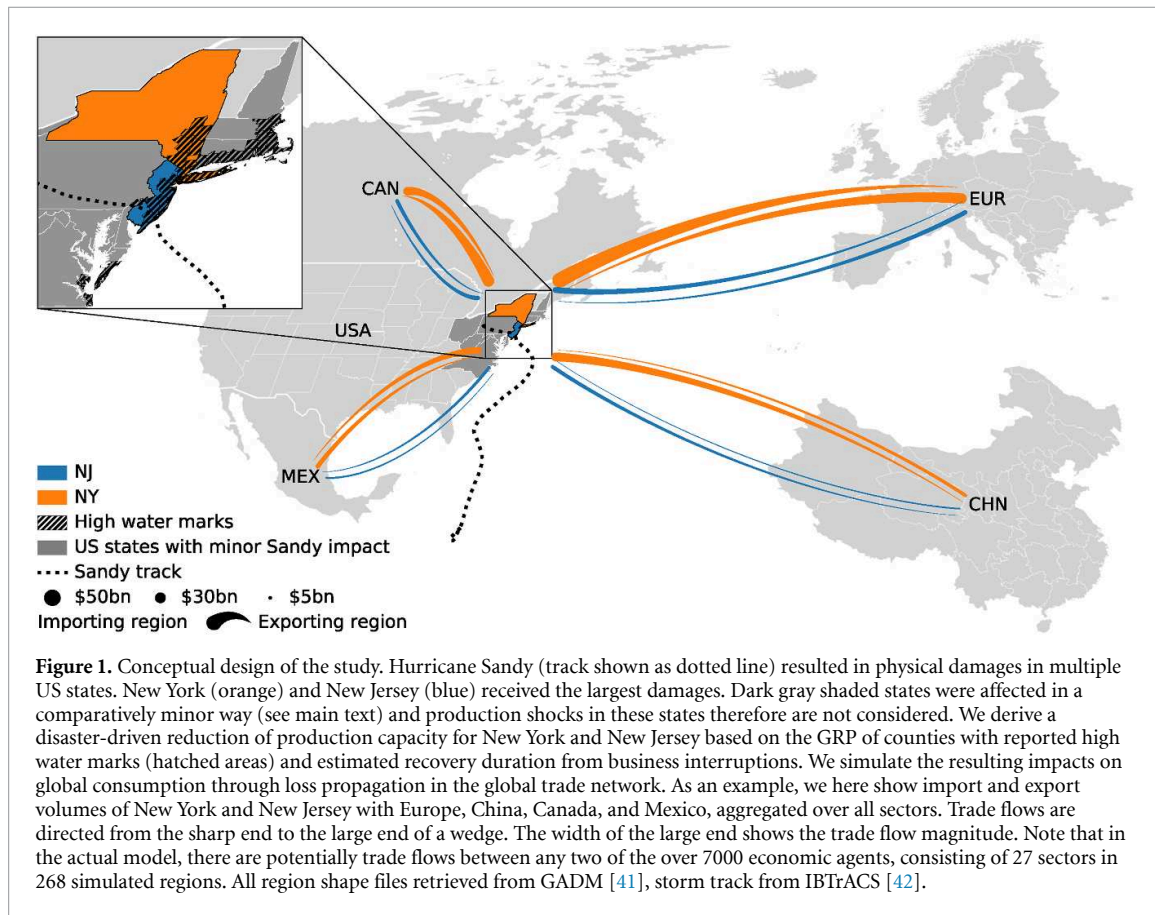 CAN
EUR
USA
MEX
CHN
NJ
NY
High water marks
US states with minor Sandy impact
Sandy track
$50bn $30bn $5bn
Importing region Exporting region
Figure 1. Conceptual design of the study. Hurricane Sandy (track shown as dotted line) resulted in physical damages in multiple
US states. New York (orange) and New Jersey (blue) received the largest damages. Dark gray shaded states were affected in a
comparatively minor way (see main text) and production shocks in these states therefore are not considered. We derive a
disaster-driven reduction of production capacity for New York and New Jersey based on the GRP of counties with reported high
water marks (hatched areas) and estimated recovery duration from business interruptions. We simulate the resulting impacts on
global consumption through loss propagation in the global trade network. As an example, we here show import and export
volumes of New York and New Jersey with Europe, China, Canada, and Mexico, aggregated over all sectors. Trade flows are
directed from the sharp end to the large end of a wedge. The width of the large end shows the trade flow magnitude. Note that in
the actual model, there are potentially trade flows between any two of the over 7000 economic agents, consisting of 27 sectors in
268 simulated regions. All region shape files retrieved from GADM [41], storm track from IBTrACS [42].